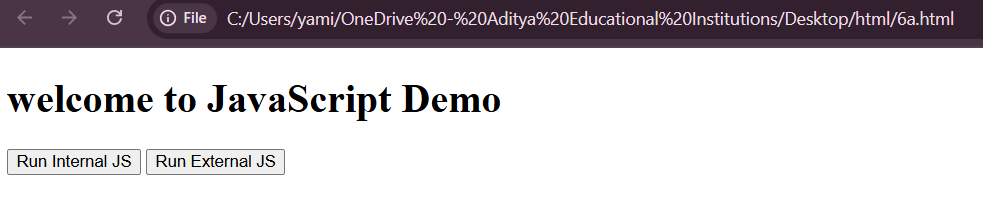 File C:/Users/yami/OneDrive%20-%20Aditya%20Educational%20Institutions/Desktop/html/6a.html
welcome to JavaScript Demo
Run Internal JS Run External JS